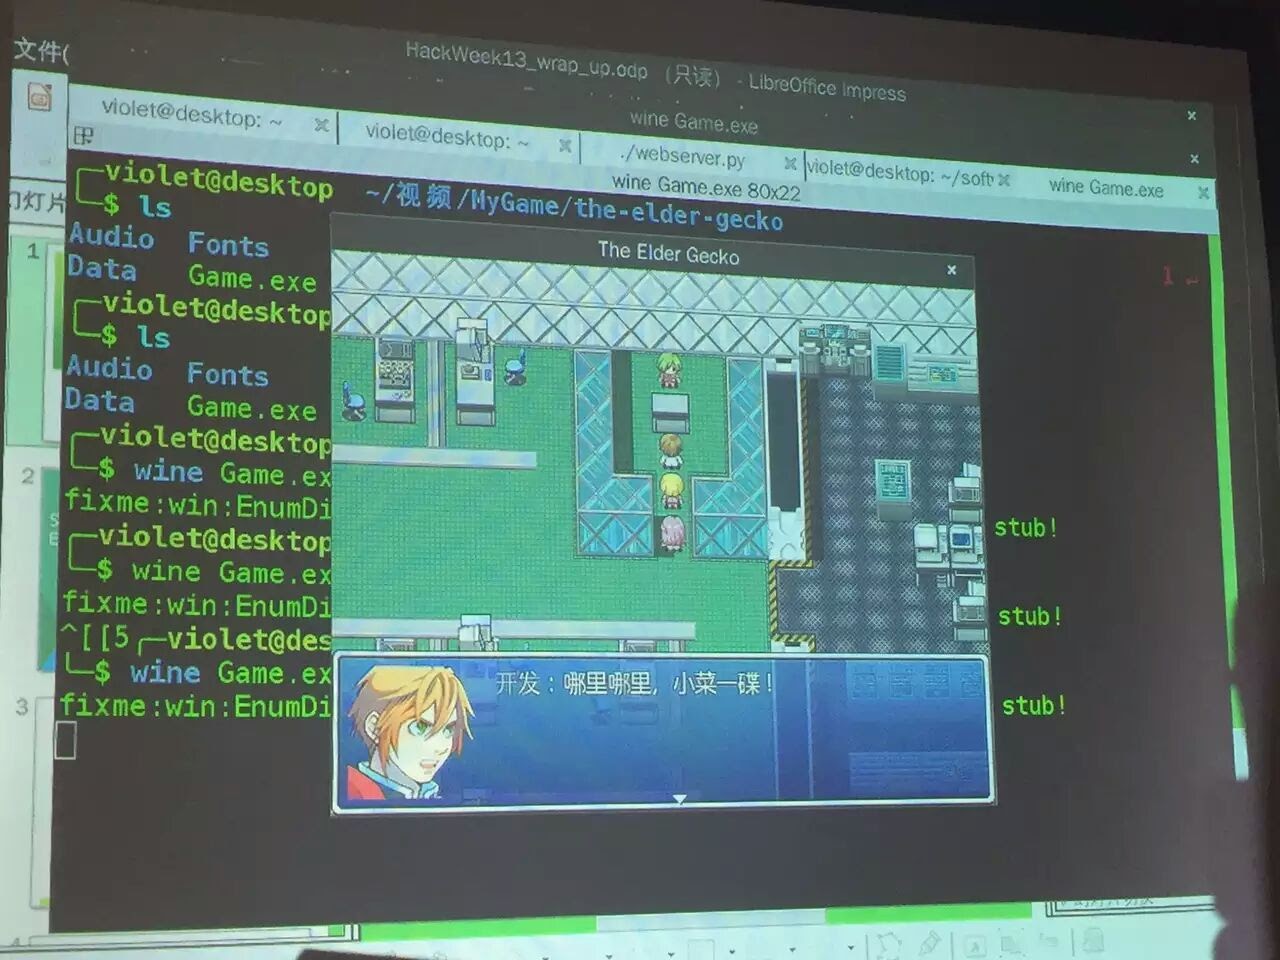 文件(
HackWeek13_wrap_up.odp （只读） - LibreOffice Impress
wine Game.exe
violet@desktop: ~
violet@desktop: ~
./webserver.py
violet@desktop: ~/soft
wine Game.exe
wine Game.exe 80x22
幻灯片
1
2
3
violet@desktop ~/视频/MyGame/the-elder-gecko
$ ls
Audio Fonts
Data Game.exe
violet@desktop
$ ls
Audio Fonts
Data Game.exe
violet@desktop
$ wine Game.ex
fixme:win:EnumDi stub!
violet@desktop
$ wine Game.ex
fixme:win:EnumDi stub!
^[[5 violet@des
$ wine Game.ex
fixme:win:EnumDi stub!
1 ↵
The Elder Gecko
开发：哪里哪里，小菜一碟！